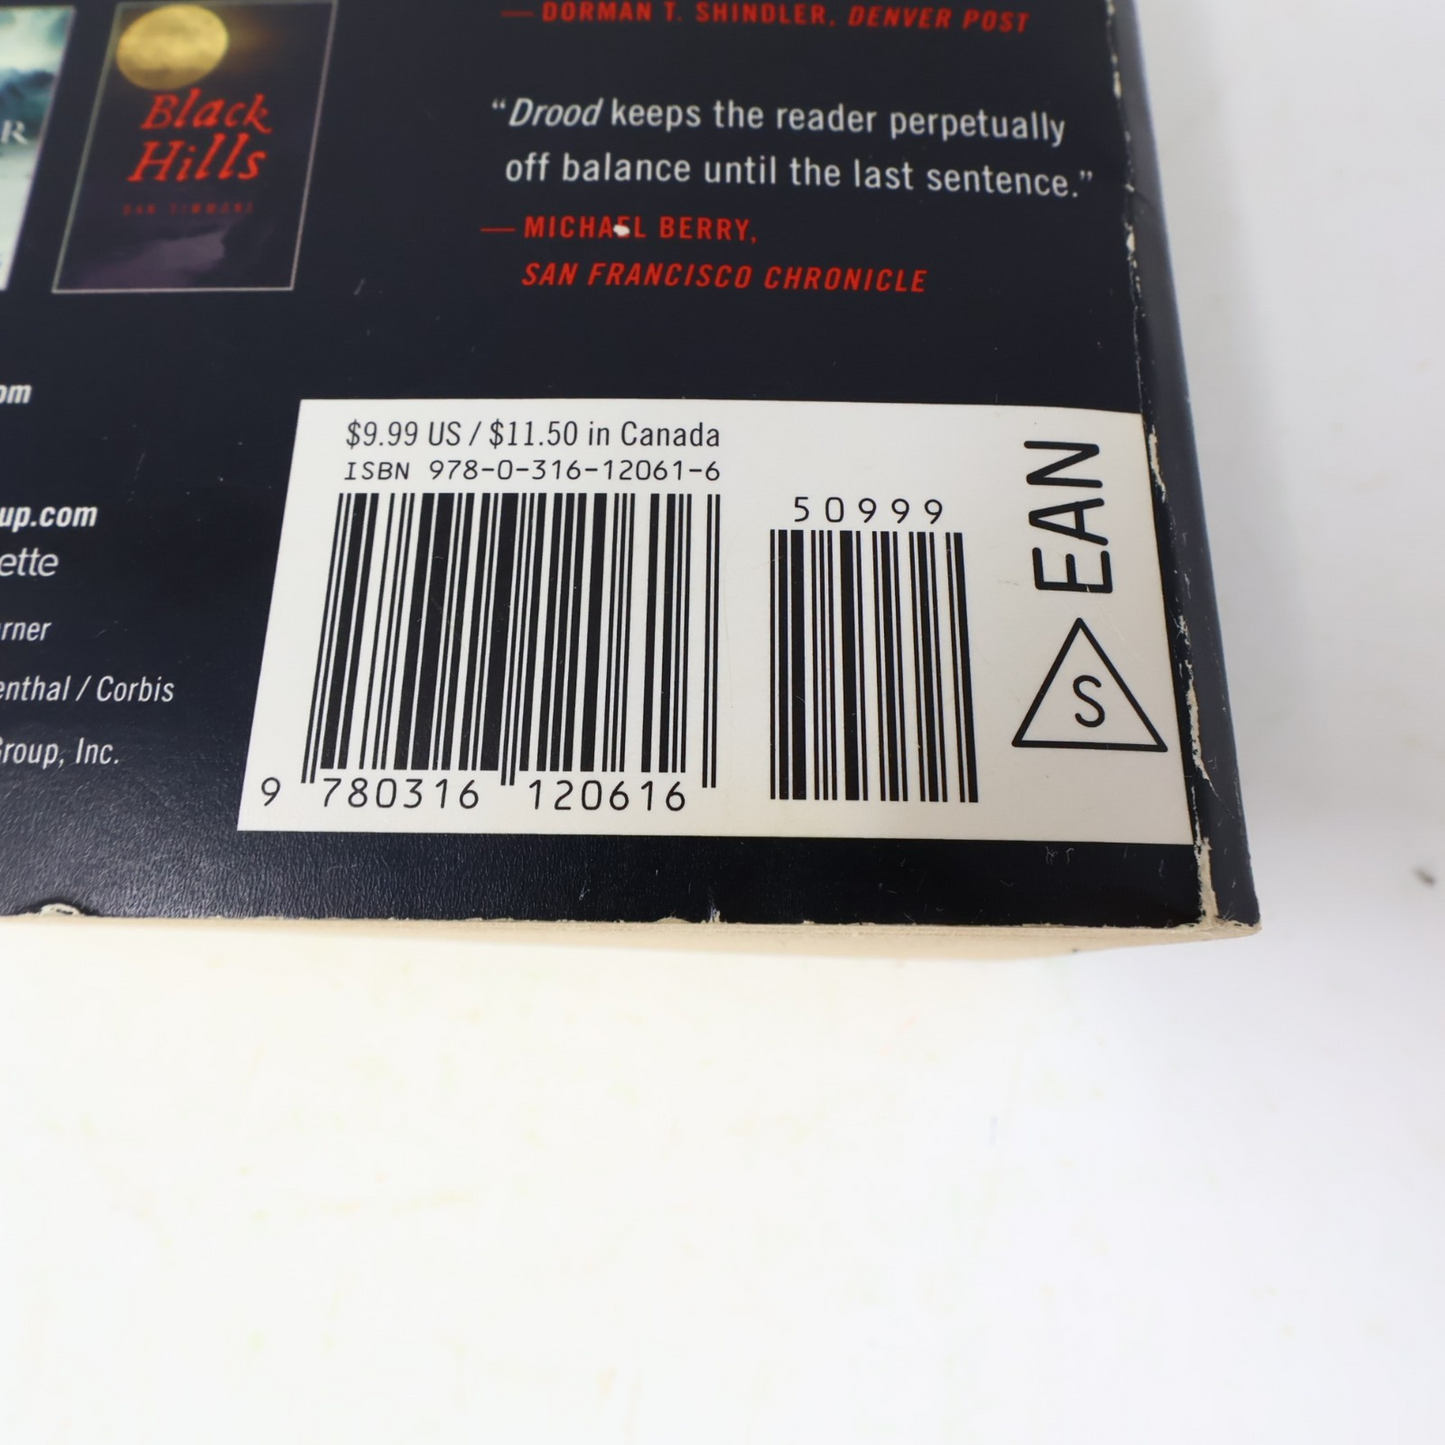 — DORMAN T. SHINDLER, DENVER POST
R
Black
Hills
DAN SIMMONS
“Drood keeps the reader perpetually
off balance until the last sentence.”
— MICHAEL BERRY,
SAN FRANCISCO CHRONICLE
om
up.com
ette
rner
enthal / Corbis
Group, Inc.
$9.99 US / $11.50 in Canada
ISBN 978-0-316-12061-6
50999
EAN
S
9 780316 120616